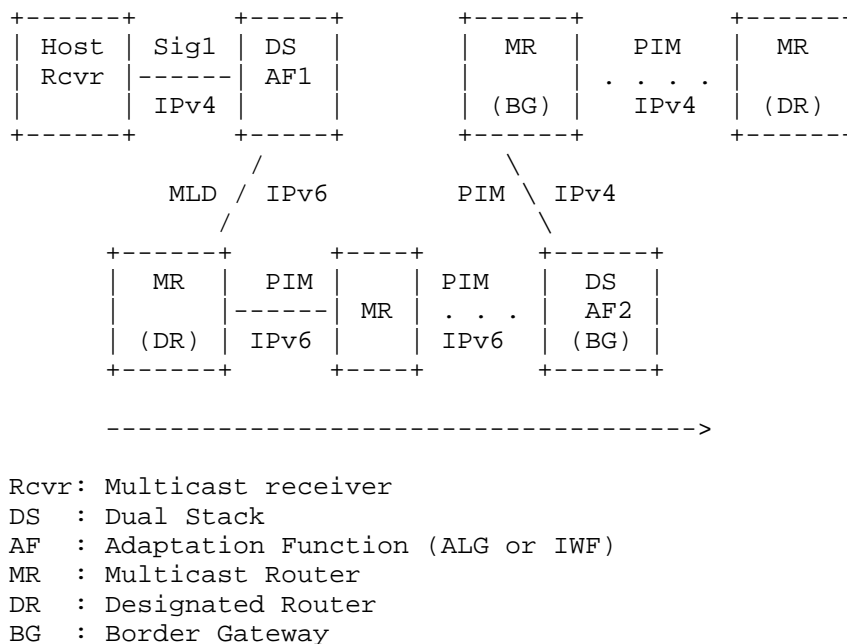 +------+ +-----+ +------+ +------
| Host | Sig1 | DS | | MR | PIM | MR
| Rcvr |------| AF1 | | | . . . . |
| | IPv4 | | | (BG) | IPv4 | (DR)
+------+ +-----+ +------+ +------
/ \
MLD / IPv6 PIM \ IPv4
/ \
+------+ +----+ +------+
| MR | PIM | | PIM | DS |
| |------| MR | . . . | AF2 |
| (DR) | IPv6 | | IPv6 | (BG) |
+------+ +----+ +------+
------------------------------------->
Rcvr: Multicast receiver
DS : Dual Stack
AF : Adaptation Function (ALG or IWF)
MR : Multicast Router
DR : Designated Router
BG : Border Gateway